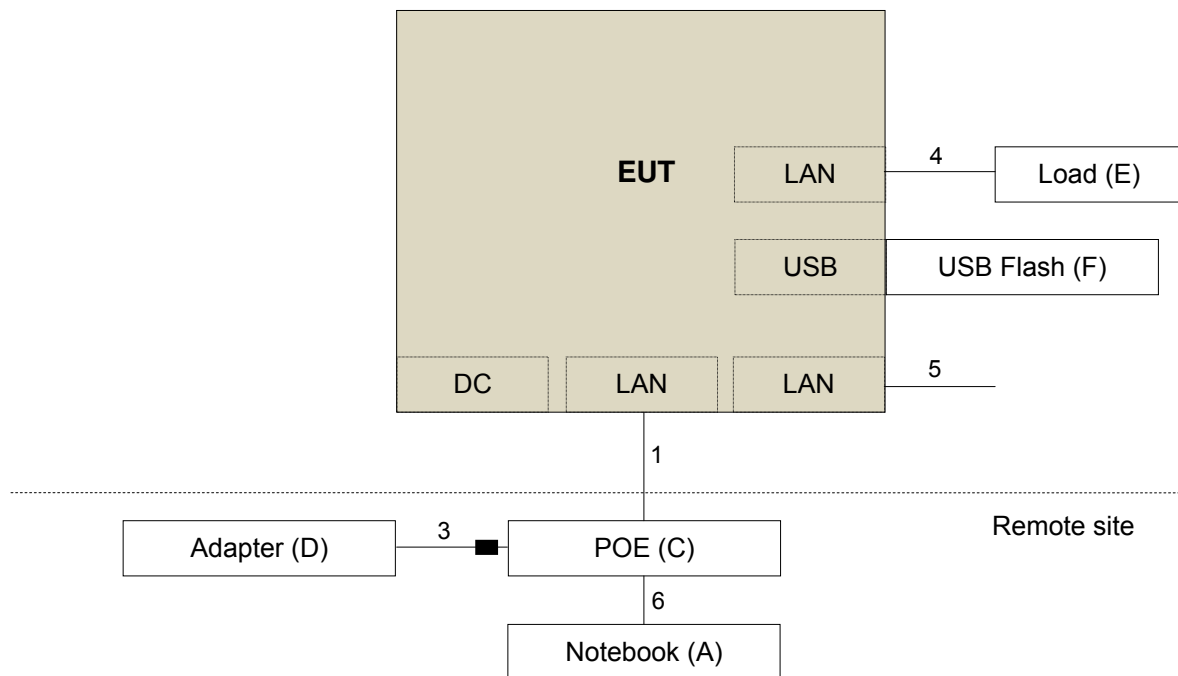 EUT
LAN
4
Load (E)
USB
USB Flash (F)
DC
LAN
LAN
5
1
Remote site
Adapter (D)
3
POE (C)
6
Notebook (A)